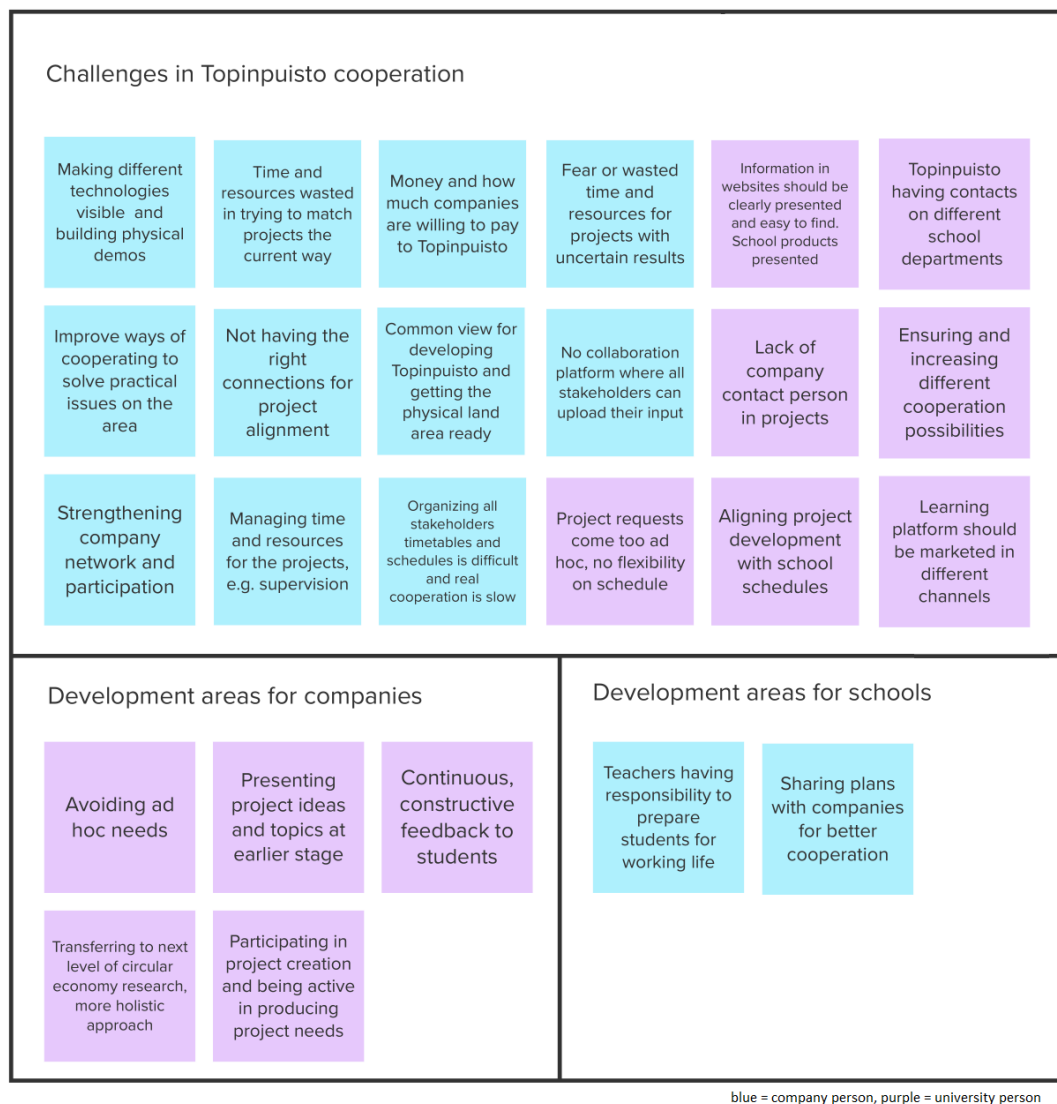 Challenges in Topinpuisto cooperation
Making different
technologies
visible and
building physical
demos
Time and
resources wasted
in trying to match
projects the
current way
Money and how
much companies
are willing to pay
to Topinpuisto
Fear or wasted
time and
resources for
projects with
uncertain results
Information in
websites should be
clearly presented
and easy to find.
School products
presented
Topinpuisto
having contacts
on different
school
departments
Improve ways of
cooperating to
solve practical
issues on the
area
Not having the
right
connections for
project
alignment
Common view for
developing
Topinpuisto and
getting the
physical land
area ready
No collaboration
platform where all
stakeholders can
upload their input
Lack of
company
contact person
in projects
Ensuring and
increasing
different
cooperation
possibilities
Strengthening
company
network and
participation
Managing time
and resources
for the projects,
e.g. supervision
Organizing all
stakeholders
timetables and
schedules is difficult
and real
cooperation is slow
Project requests
come too ad
hoc, no flexibility
on schedule
Aligning project
development
with school
schedules
Learning
platform should
be marketed in
different
channels
Development areas for companies
Avoiding ad
hoc needs
Presenting
project ideas
and topics at
earlier stage
Continuous,
constructive
feedback to
students
Transferring to next
level of circular
economy research,
more holistic
approach
Participating in
project creation
and being active
in producing
project needs
Development areas for schools
Teachers having
responsibility to
prepare
students for
working life
Sharing plans
with companies
for better
cooperation
blue = company person, purple = university person